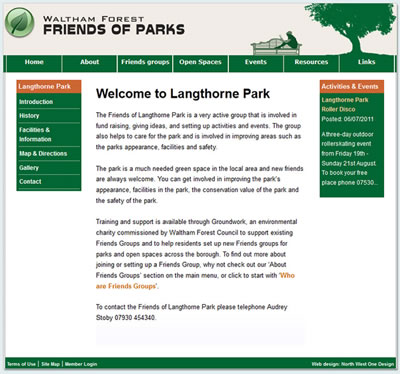 WALTHAM FOREST
FRIENDS OF PARKS
Home
About
Friends groups
Open Spaces
Events
Resources
Links
Langthorne Park
Introduction
History
Facilities &
Information
Map & Directions
Gallery
Contact
Welcome to Langthorne Park
The Friends of Langthorne Park is a very active group that is involved in
fund raising, giving ideas, and setting up activities and events. The group
also helps to care for the park and is involved in improving areas such as
the parks appearance, facilities and safety.
The park is a much needed green space in the local area and new friends
are always welcome. You can get involved in improving the park's
appearance, facilities in the park, the conservation value of the park and
the safety of the park.
Training and support is available through Groundwork, an environmental
charity commissioned by Waltham Forest Council to support existing
Friends Groups and to help residents set up new Friends groups for
parks and open spaces across the borough. To find out more about
joining or setting up a Friends Group, why not check out our 'About
Friends Groups' section on the main menu, or click to start with 'Who
are Friends Groups'.
To contact the Friends of Langthorne Park please telephone Audrey
Stoby 07930 454340.
Activities & Events
Langthorne Park
Roller Disco
Posted: 06/07/2011
A three-day outdoor
rollerskating event
from Friday 19th -
Sunday 21st August.
To book your free
place phone 07530...
Terms of Use | Site Map | Member Login
Web design: North West One Design